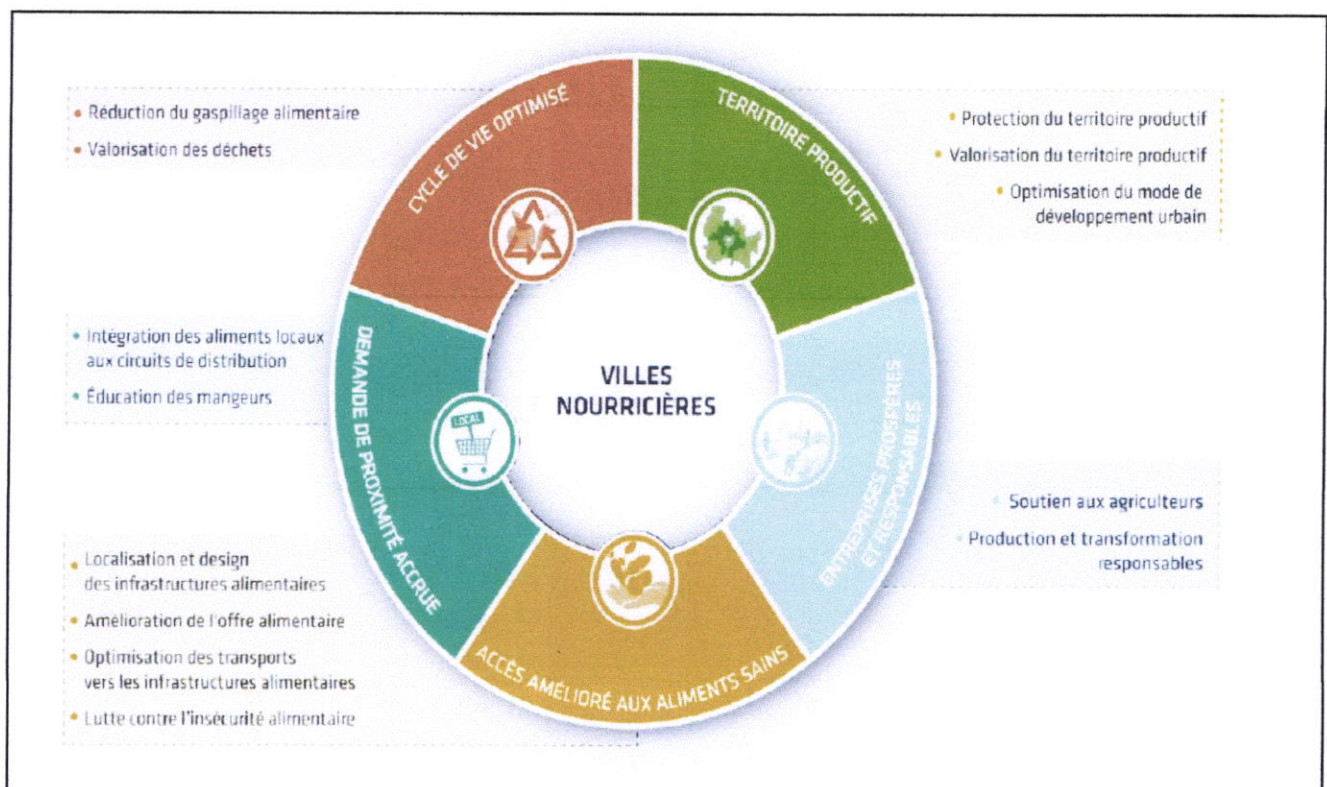 CYCLE DE VIE OPTIMISÉ
• Réduction du gaspillage alimentaire
• Valorisation des déchets
TERRITOIRE PRODUCTIF
• Protection du territoire productif
• Valorisation du territoire productif
• Optimisation du mode de
développement urbain
DEMANDE DE PROXIMITÉ ACCRUE
• Intégration des aliments locaux
aux circuits de distribution
• Éducation des mangeurs
LOCAL
VILLES
NOURRICIÈRES
ENTREPRISES PROSPÈRES
ET RESPONSABLES
• Soutien aux agriculteurs
• Production et transformation
responsables
ACCÈS AMÉLIORÉ AUX ALIMENTS SAINS
• Localisation et design
des infrastructures alimentaires
• Amélioration de l'offre alimentaire
• Optimisation des transports
vers les infrastructures alimentaires
• Lutte contre l'insécurité alimentaire